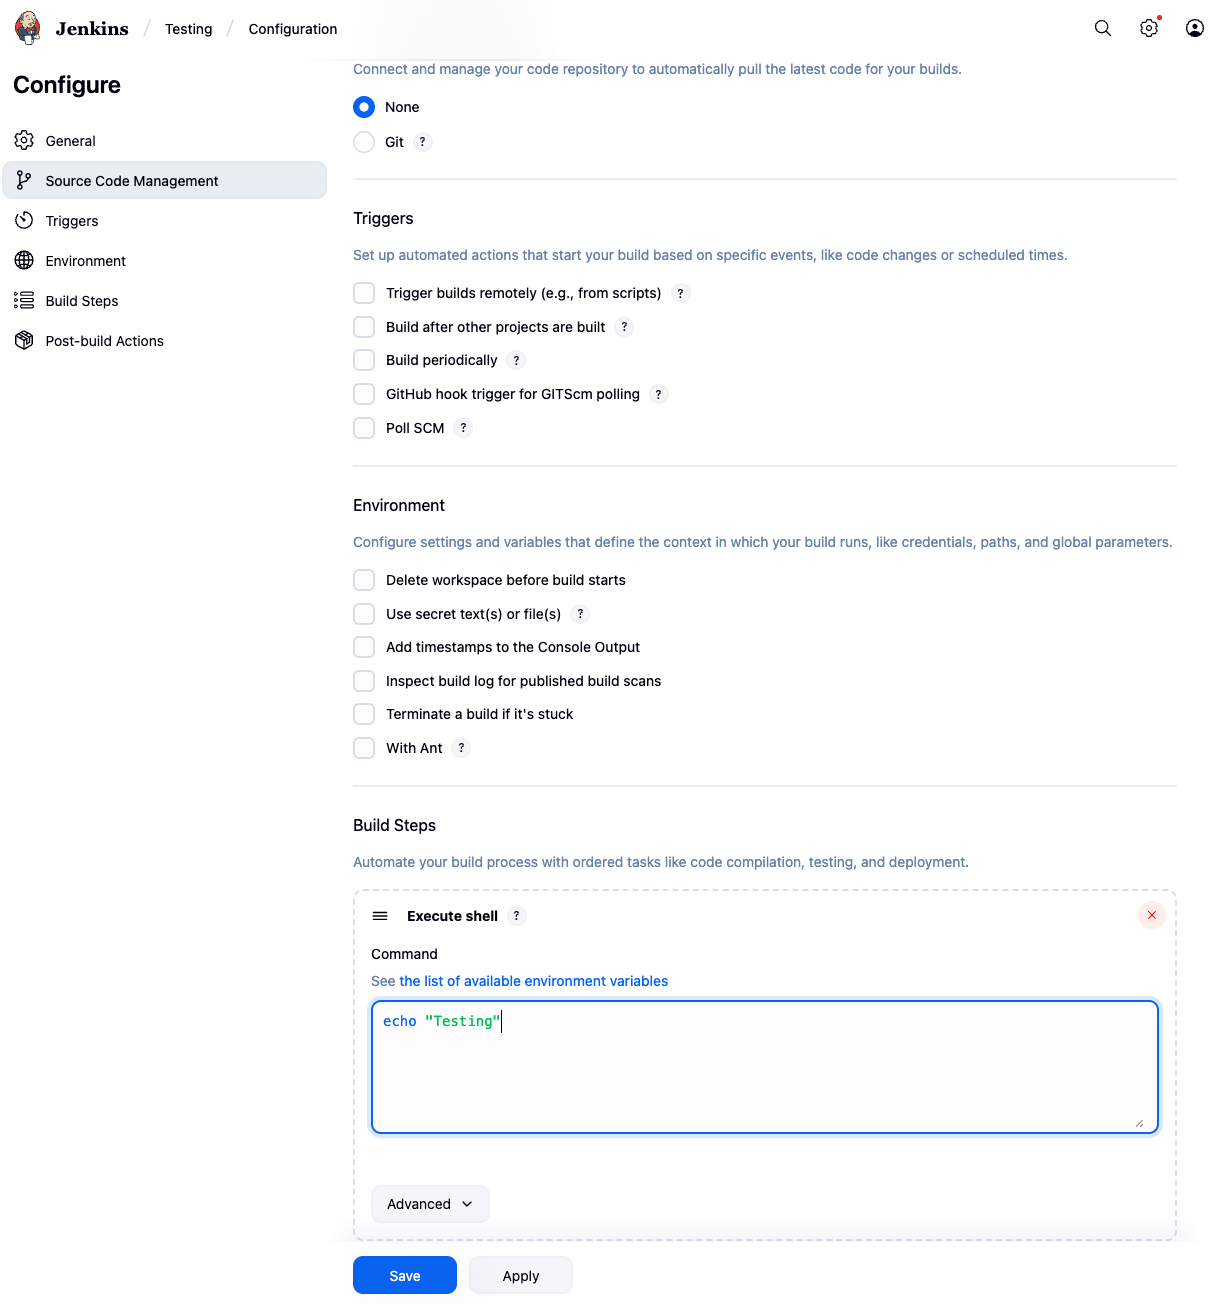 Jenkins / Testing / Configuration
Configure
General
Source Code Management
Triggers
Environment
Build Steps
Post-build Actions
Connect and manage your code repository to automatically pull the latest code for your builds.
None
Git ?
Triggers
Set up automated actions that start your build based on specific events, like code changes or scheduled times.
Trigger builds remotely (e.g., from scripts) ?
Build after other projects are built ?
Build periodically ?
GitHub hook trigger for GITScm polling ?
Poll SCM ?
Environment
Configure settings and variables that define the context in which your build runs, like credentials, paths, and global parameters.
Delete workspace before build starts
Use secret text(s) or file(s) ?
Add timestamps to the Console Output
Inspect build log for published build scans
Terminate a build if it's stuck
With Ant ?
Build Steps
Automate your build process with ordered tasks like code compilation, testing, and deployment.
Execute shell ?
Command
See the list of available environment variables
echo "Testing"
Advanced
Save
Apply